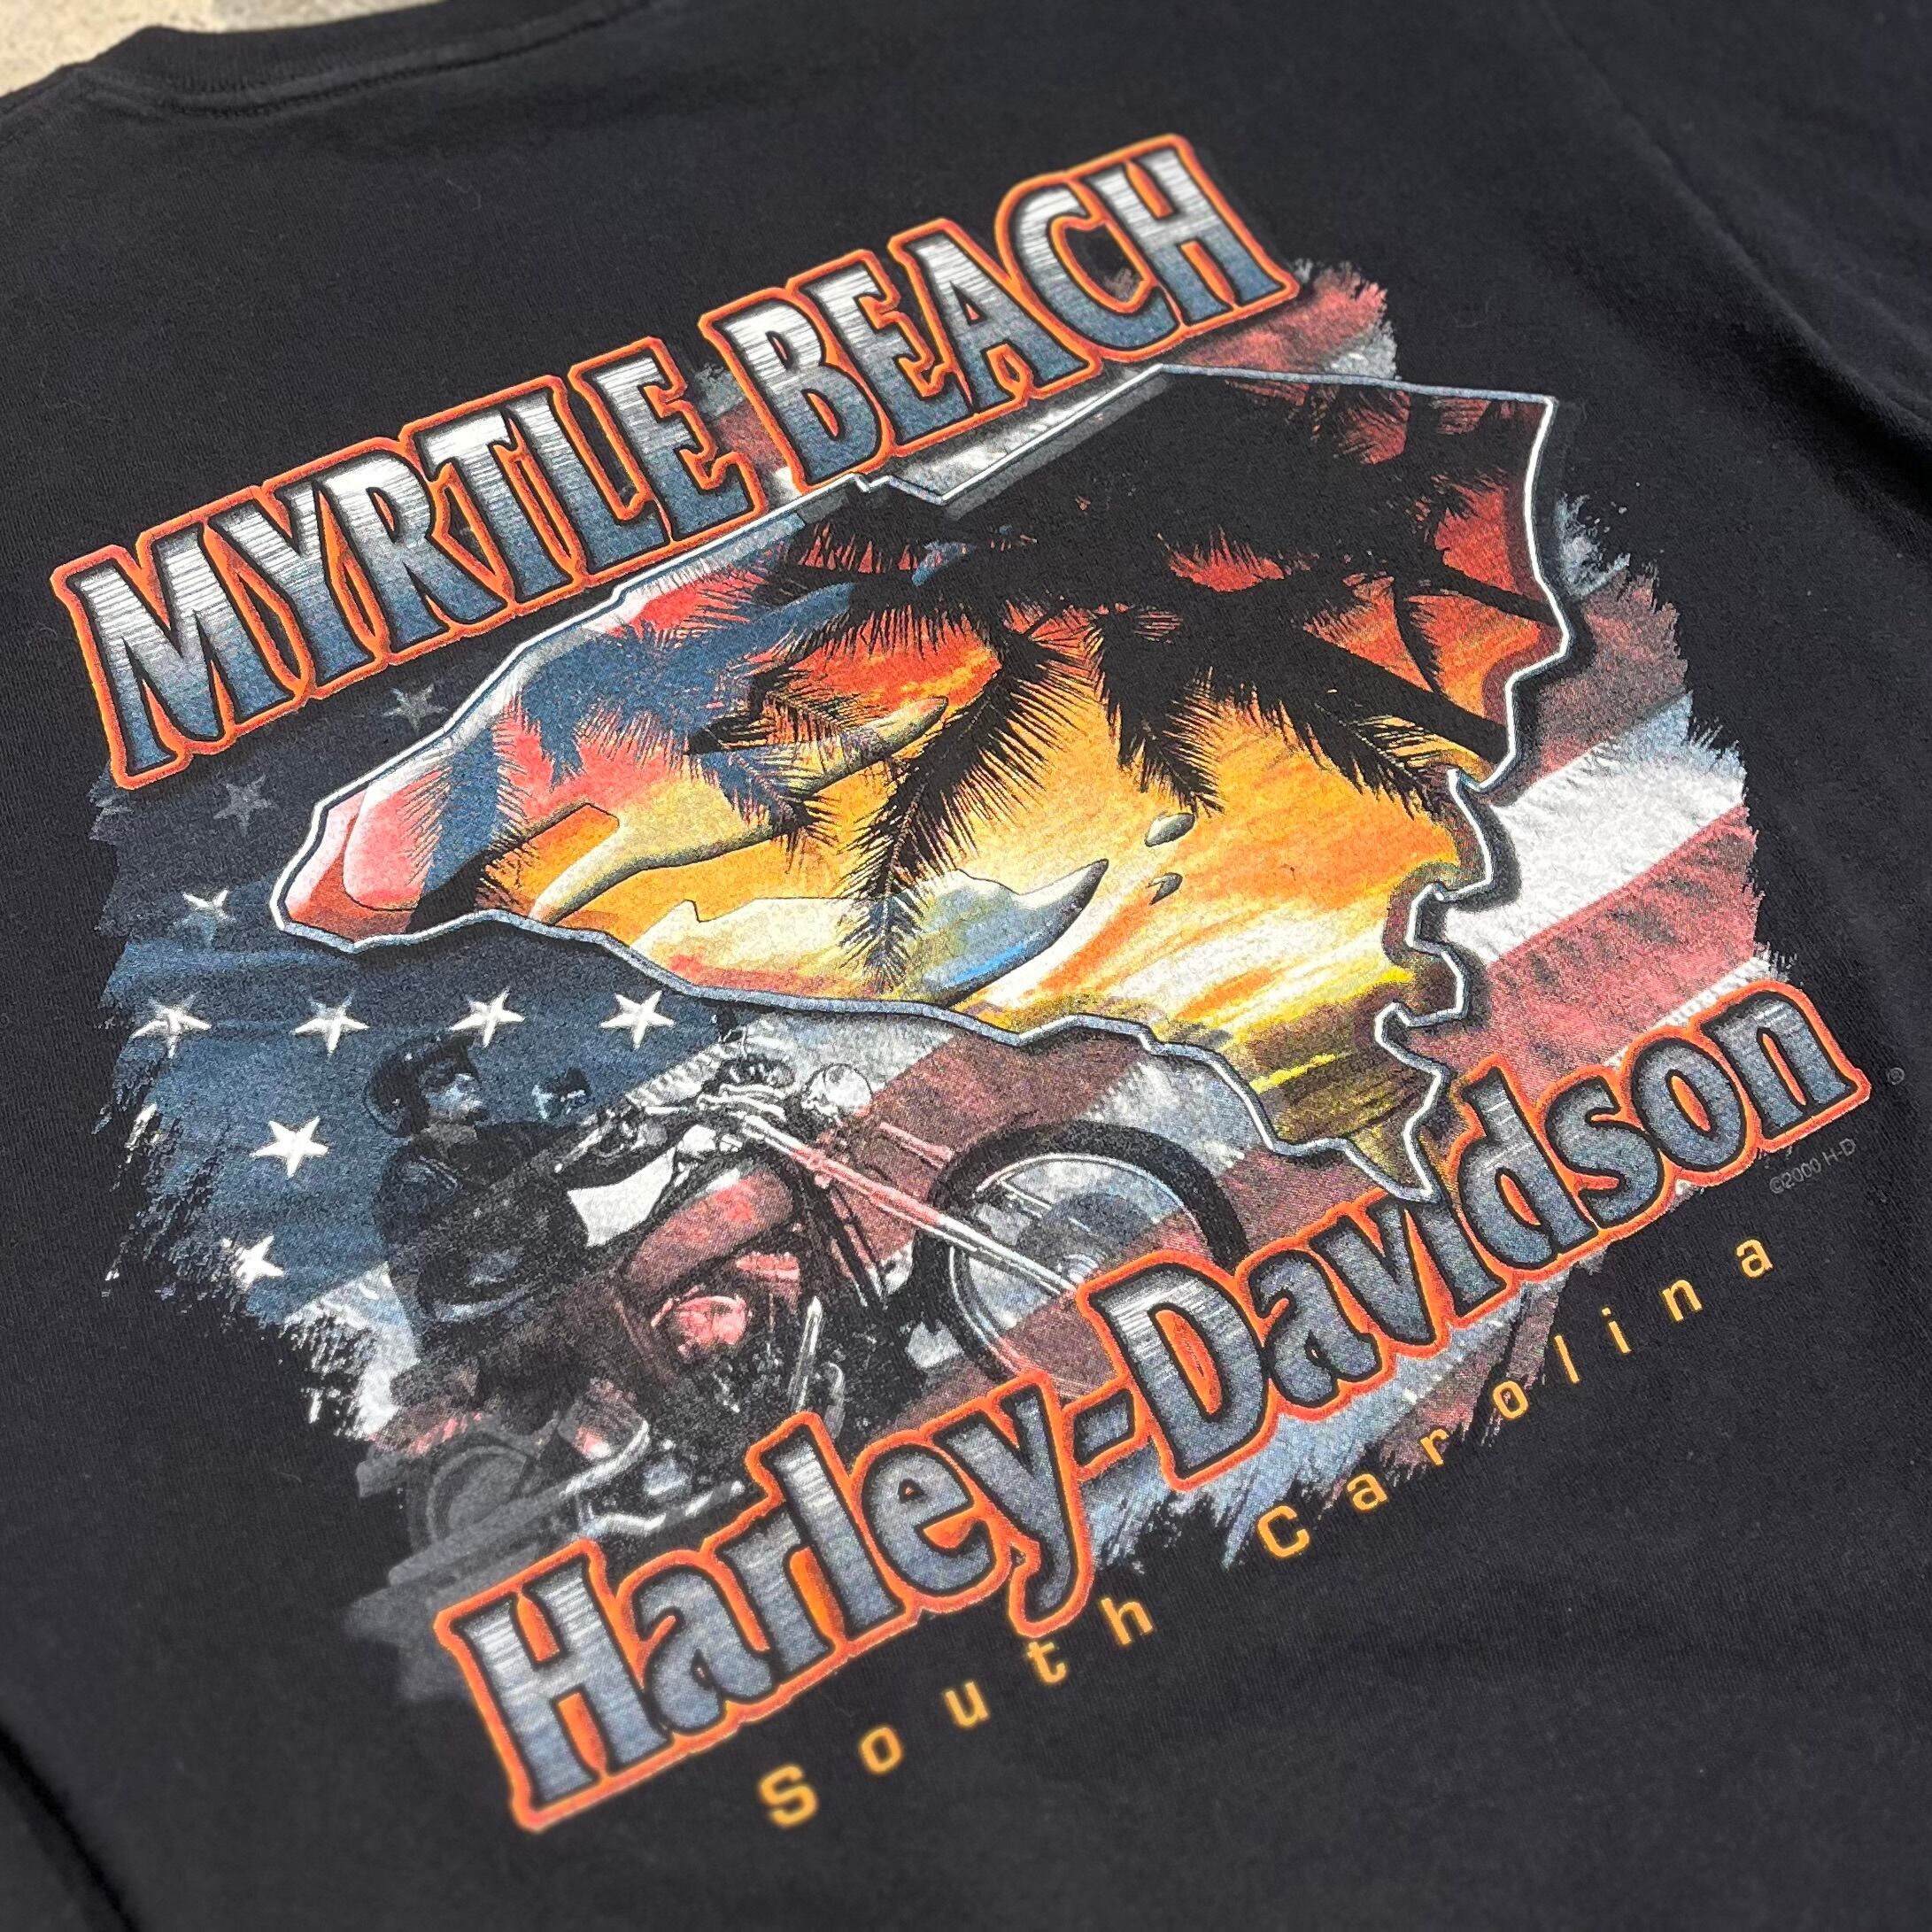 MYRTLE BEACH
Harley-Davidson®
©2000 H-D
South Carolina